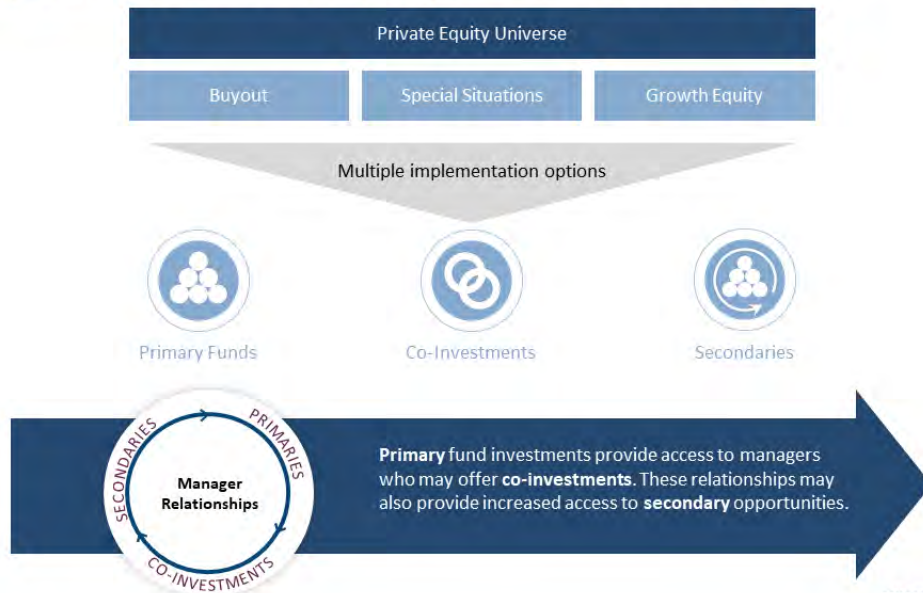 Private Equity Universe
Buyout
Special Situations
Growth Equity
Multiple implementation options
Primary Funds
Co-Investments
Secondaries
SECONDARIES
PRIMARIES
CO-INVESTMENTS
Manager
Relationships
Primary fund investments provide access to managers
who may offer co-investments. These relationships may
also provide increased access to secondary opportunities.